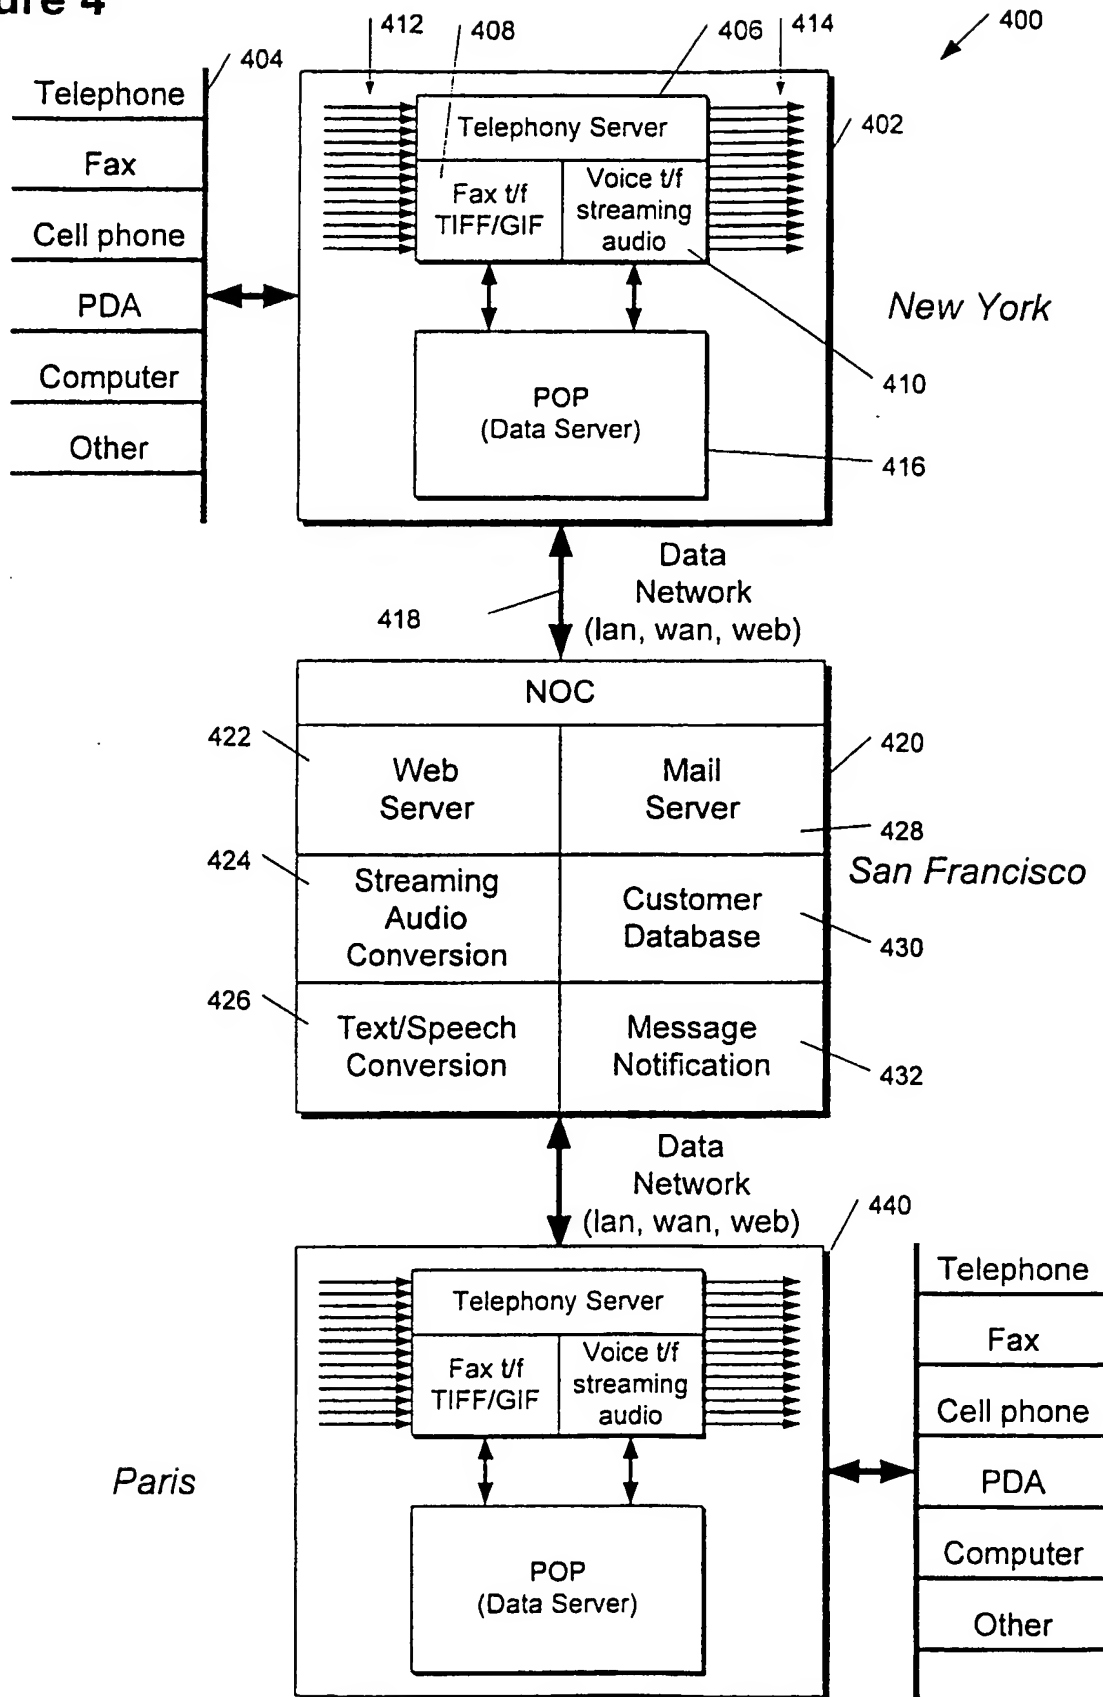 ure 4
412
408
406
414
400
404
402
Telephone
Fax
Cell phone
PDA
Computer
Other
Telephony Server
Fax t/f
TIFF/GIF
Voice t/f
streaming
audio
New York
410
POP
(Data Server)
416
418
Data
Network
(lan, wan, web)
NOC
422
Web
Server
Mail
Server
420
428
424
Streaming
Audio
Conversion
Customer
Database
San Francisco
430
426
Text/Speech
Conversion
Message
Notification
432
Data
Network
(lan, wan, web)
440
Telephony Server
Fax t/f
TIFF/GIF
Voice t/f
streaming
audio
Paris
POP
(Data Server)
Telephone
Fax
Cell phone
PDA
Computer
Other